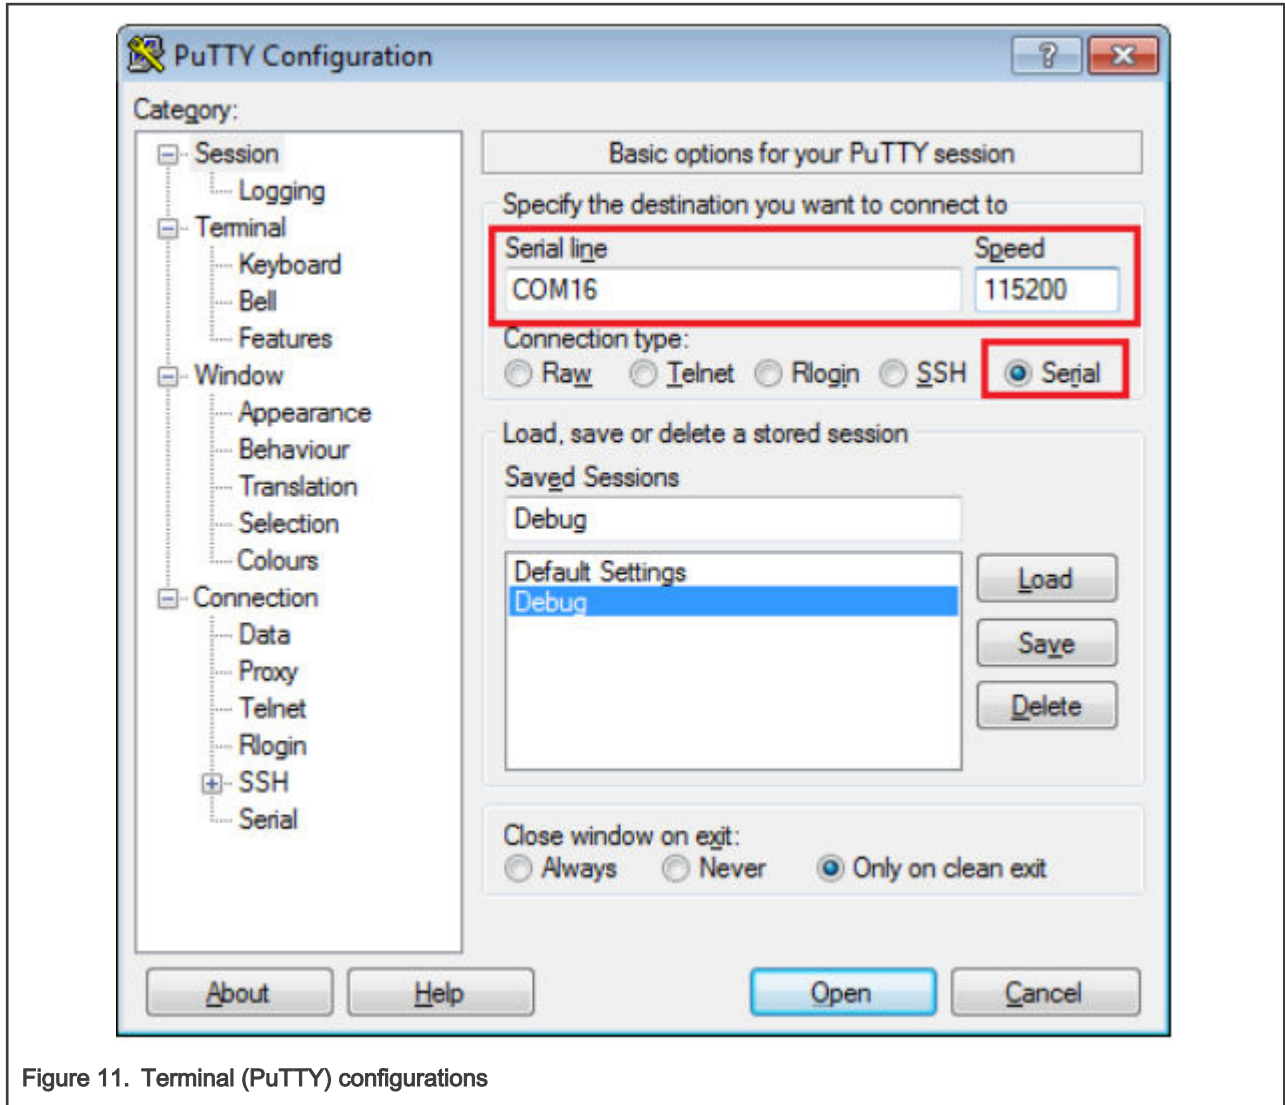 PuTTY Configuration
Category:
Session
Logging
Terminal
Keyboard
Bell
Features
Window
Appearance
Behaviour
Translation
Selection
Colours
Connection
Data
Proxy
Telnet
Rlogin
SSH
Serial
Basic options for your PuTTY session
Specify the destination you want to connect to
Serial line Speed
COM16 115200
Connection type:
Raw Telnet Rlogin SSH Serial
Load, save or delete a stored session
Saved Sessions
Debug
Default Settings
Debug
Load
Save
Delete
Close window on exit:
Always Never Only on clean exit
About Help Open Cancel
Figure 11. Terminal (PuTTY) configurations